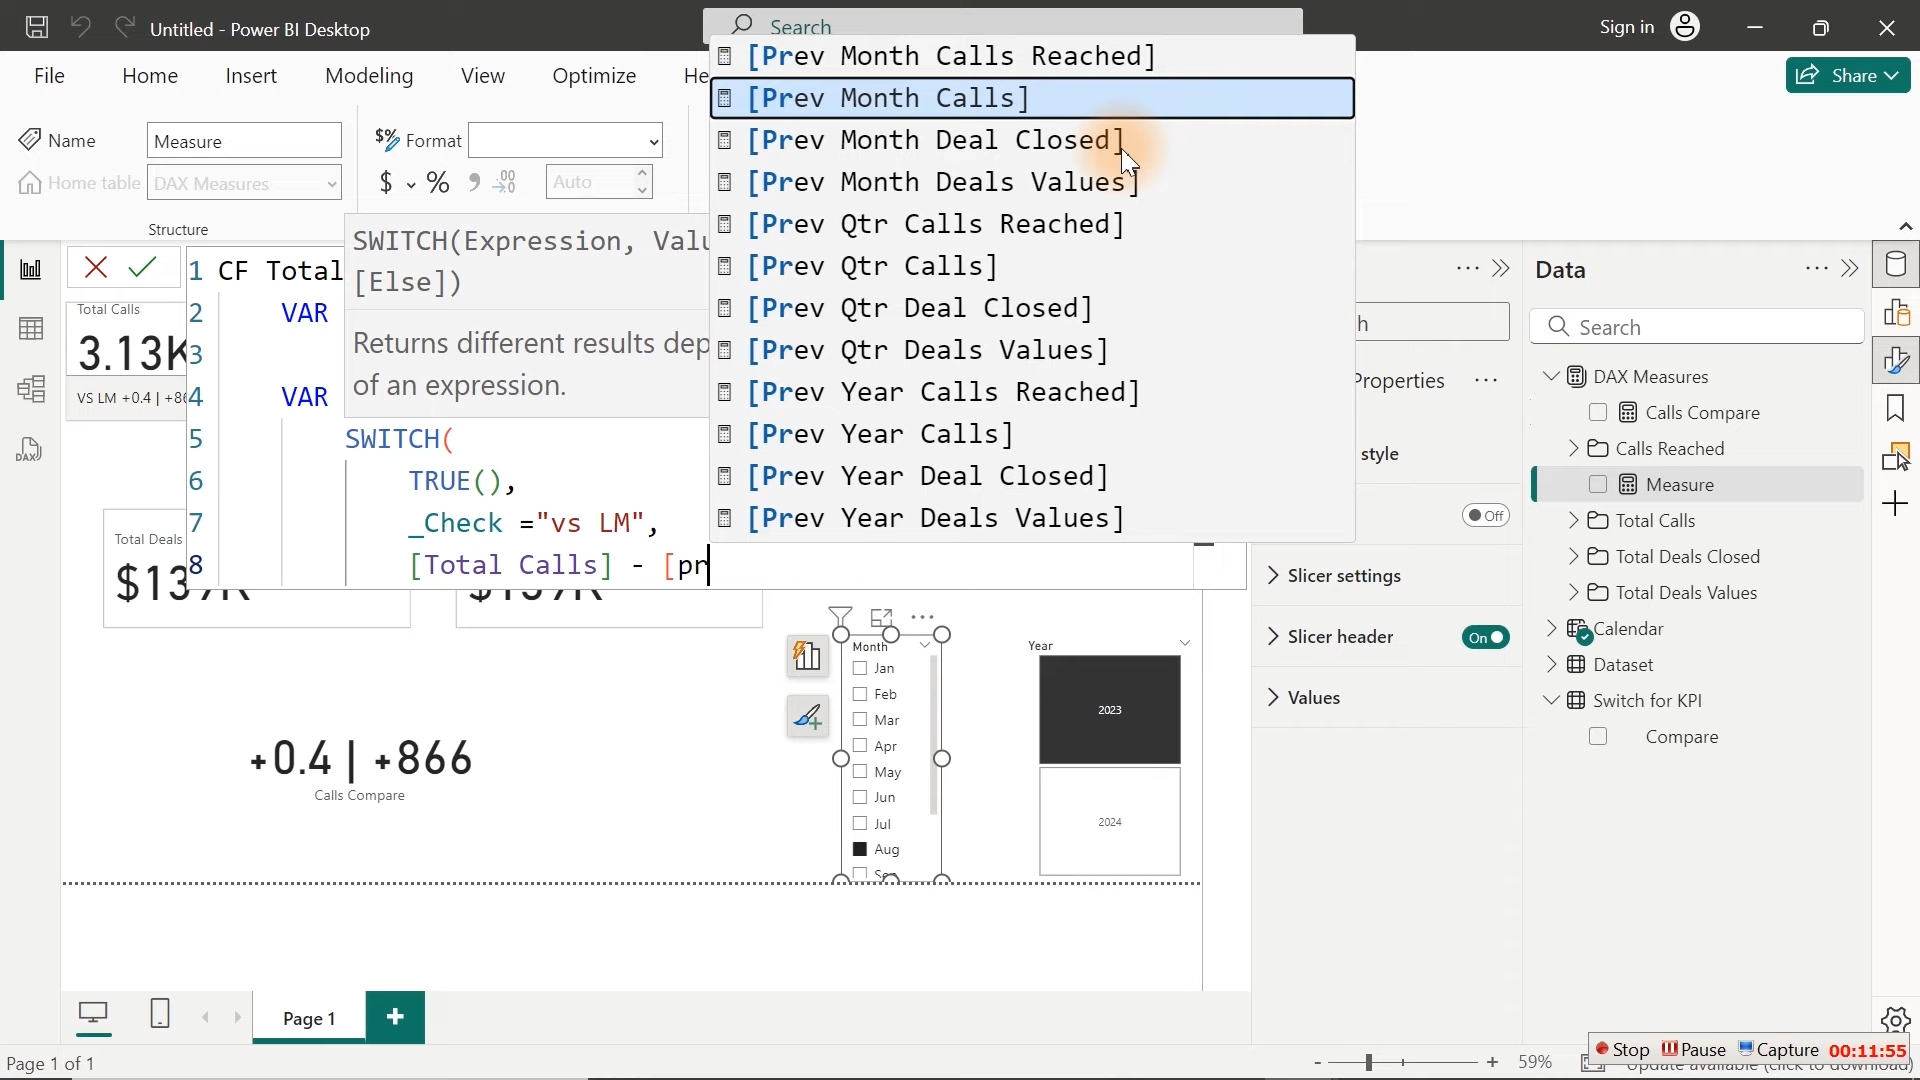 Untitled - Power BI Desktop
Search
Sign in
File
Home
Insert
Modeling
View
Optimize
He
Share
Name
Measure
$% Format
Home table
DAX Measures
$
%
Auto
Structure
[Prev Month Calls Reached]
[Prev Month Calls]
[Prev Month Deal Closed]
[Prev Month Deals Values]
[Prev Qtr Calls Reached]
[Prev Qtr Calls]
[Prev Qtr Deal Closed]
[Prev Qtr Deals Values]
[Prev Year Calls Reached]
[Prev Year Calls]
[Prev Year Deal Closed]
[Prev Year Deals Values]
SWITCH(Expression, Valu
[Else])
Returns different results dep
of an expression.
1 CF Total
2 VAR
3
4 VAR
5 SWITCH(
6 TRUE(),
7 _Check ="vs LM",
8 [Total Calls] - [pr
Total Calls
3.13K
VS LM +0.4 | +86
Total Deals
$139K
+0.4 | +866
Calls Compare
Month
Jan
Feb
Mar
Apr
May
Jun
Jul
Aug
Sep
Year
2023
2024
h
Properties
style
Off
Slicer settings
Slicer header
On
Values
Data
Search
DAX Measures
Calls Compare
Calls Reached
Measure
Total Calls
Total Deals Closed
Total Deals Values
Calendar
Dataset
Switch for KPI
Compare
DAX
Page 1
+
Page 1 of 1
-
+
59%
Stop
Pause
Capture
00:11:55
Update available (click to download)